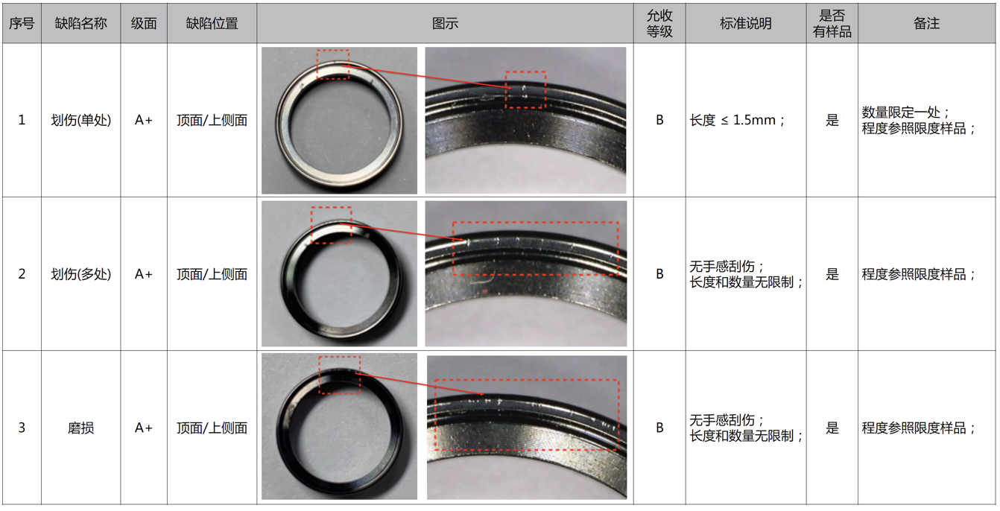 序号 缺陷名称 级面 缺陷位置 图示 允收等级 标准说明 是否有样品 备注
1 划伤(单处) A+ 顶面/上侧面 B 长度 ≤ 1.5mm； 是 数量限定一处；
程度参照限度样品；
2 划伤(多处) A+ 顶面/上侧面 B 无手感刮伤；
长度和数量无限制； 是 程度参照限度样品；
3 磨损 A+ 顶面/上侧面 B 无手感刮伤；
长度和数量无限制； 是 程度参照限度样品；